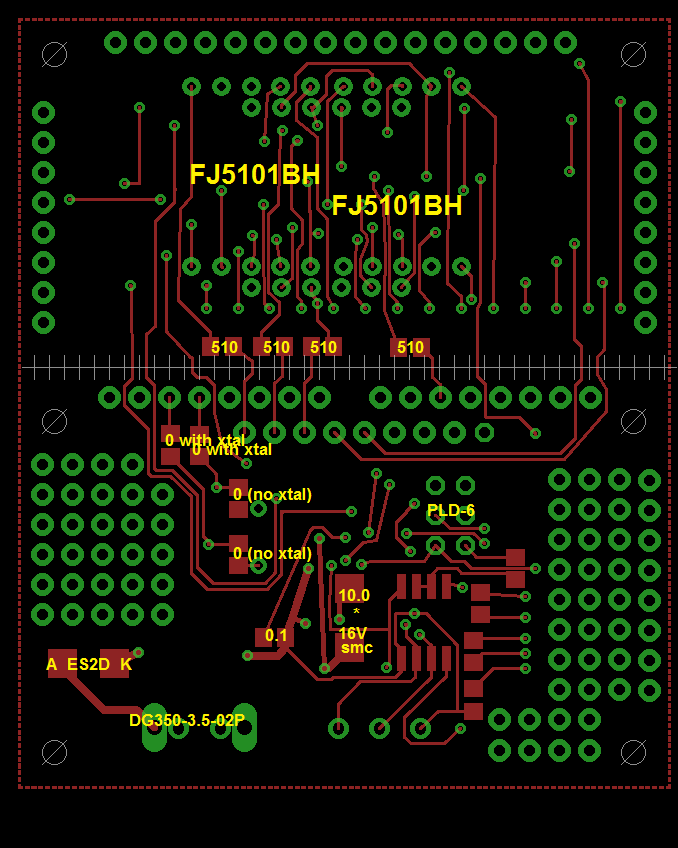 FJ5101BH
FJ5101BH
510
510
510
510
0 with xtal
0 with xtal
0 (no xtal)
PLD-6
0 (no xtal)
10.0
*
16V
smc
0.1
A ES2D K
DG350-3.5-02P